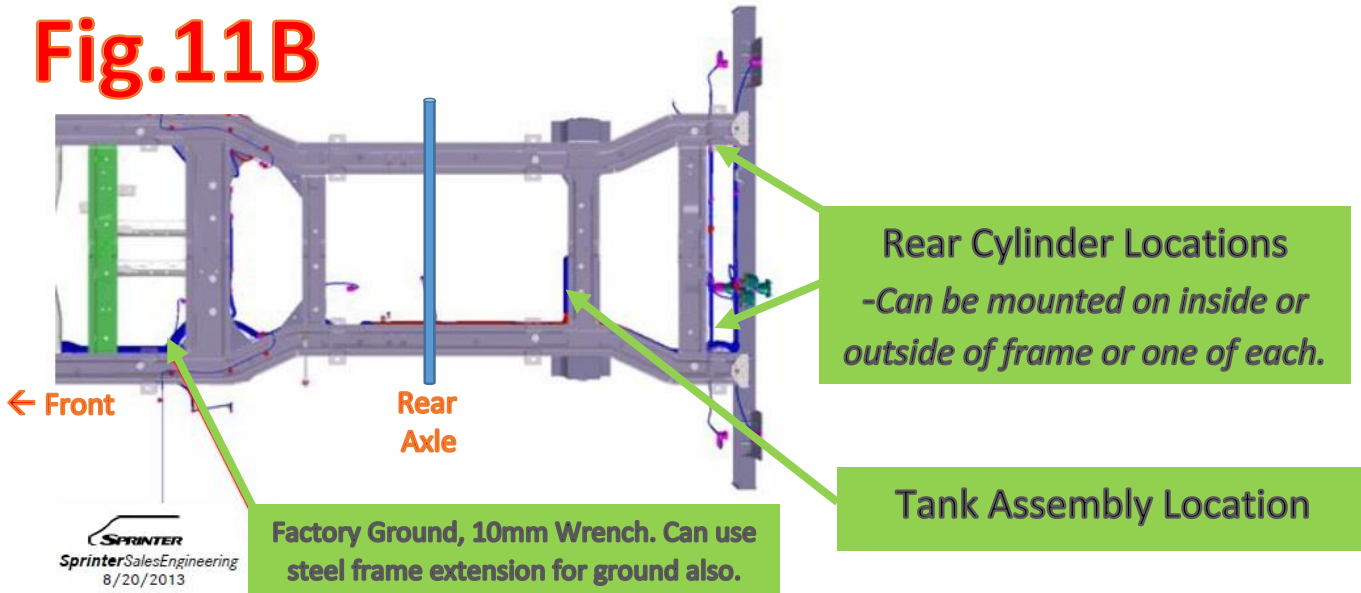 Fig.11B
Rear Cylinder Locations
-Can be mounted on inside or
outside of frame or one of each.
← Front
Rear
Axle
Tank Assembly Location
Factory Ground, 10mm Wrench. Can use
steel frame extension for ground also.
SPRINTER
SprinterSalesEngineering
8/20/2013